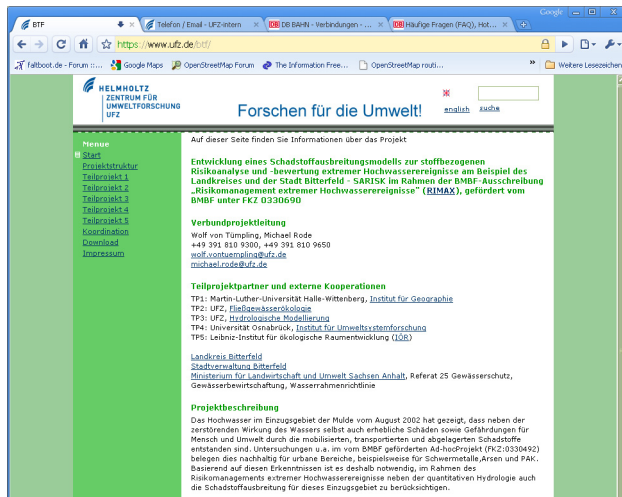 Google
BTF
Telefon / Email - UFZ-intern
DB BAHN - Verbindungen - ...
Häufige Fragen (FAQ), Hot...
https://www.ufz.de/btf/
faltboot.de - Forum ::...
Google Maps
OpenStreetMap Forum
The Information Free...
OpenStreetMap routi...
»
Weitere Lesezeichen
HELMHOLTZ
ZENTRUM FÜR
UMWELTFORSCHUNG
UFZ
Forschen für die Umwelt!
english
suche
Menue
Start
Projektstruktur
Teilprojekt 1
Teilprojekt 2
Teilprojekt 3
Teilprojekt 4
Teilprojekt 5
Koordination
Download
Impressum
Auf dieser Seite finden Sie Informationen über das Projekt
Entwicklung eines Schadstoffausbreitungsmodells zur stoffbezogenen
Risikoanalyse und -bewertung extremer Hochwasserereignisse am Beispiel des
Landkreises und der Stadt Bitterfeld - SARISK im Rahmen der BMBF-Ausschreibung
„Risikomanagement extremer Hochwasserereignisse" (RIMAX), gefördert vom
BMBF unter FKZ 0330690
Verbundprojektleitung
Wolf von Tümpling, Michael Rode
+49 391 810 9300, +49 391 810 9650
wolf.vontuempling@ufz.de
michael.rode@ufz.de
Teilprojektpartner und externe Kooperationen
TP1: Martin-Luther-Universität Halle-Wittenberg, Institut für Geographie
TP2: UFZ, Fließgewässerökologie
TP3: UFZ, Hydrologische Modellierung
TP4: Universität Osnabrück, Institut für Umweltsystemforschung
TP5: Leibniz-Institut für ökologische Raumentwicklung (IÖR)
Landkreis Bitterfeld
Stadtverwaltung Bitterfeld
Ministerium für Landwirtschaft und Umwelt Sachsen Anhalt, Referat 25 Gewässerschutz,
Gewässerbewirtschaftung, Wasserrahmenrichtlinie
Projektbeschreibung
Das Hochwasser im Einzugsgebiet der Mulde vom August 2002 hat gezeigt, dass neben der
zerstörenden Wirkung des Wassers selbst auch erhebliche Schäden sowie Gefährdungen für
Mensch und Umwelt durch die mobilisierten, transportierten und abgelagerten Schadstoffe
entstanden sind. Untersuchungen u.a. im vom BMBF geförderten Ad-hocProjekt (FKZ:0330492)
belegen dies nachhaltig für urbane Bereiche, beispielsweise für Schwermetalle,Arsen und PAK.
Basierend auf diesen Erkenntnissen ist es deshalb notwendig, im Rahmen des
Risikomanagements extremer Hochwasserereignisse neben der quantitativen Hydrologie auch
die Schadstoffausbreitung für dieses Einzugsgebiet zu berücksichtigen.